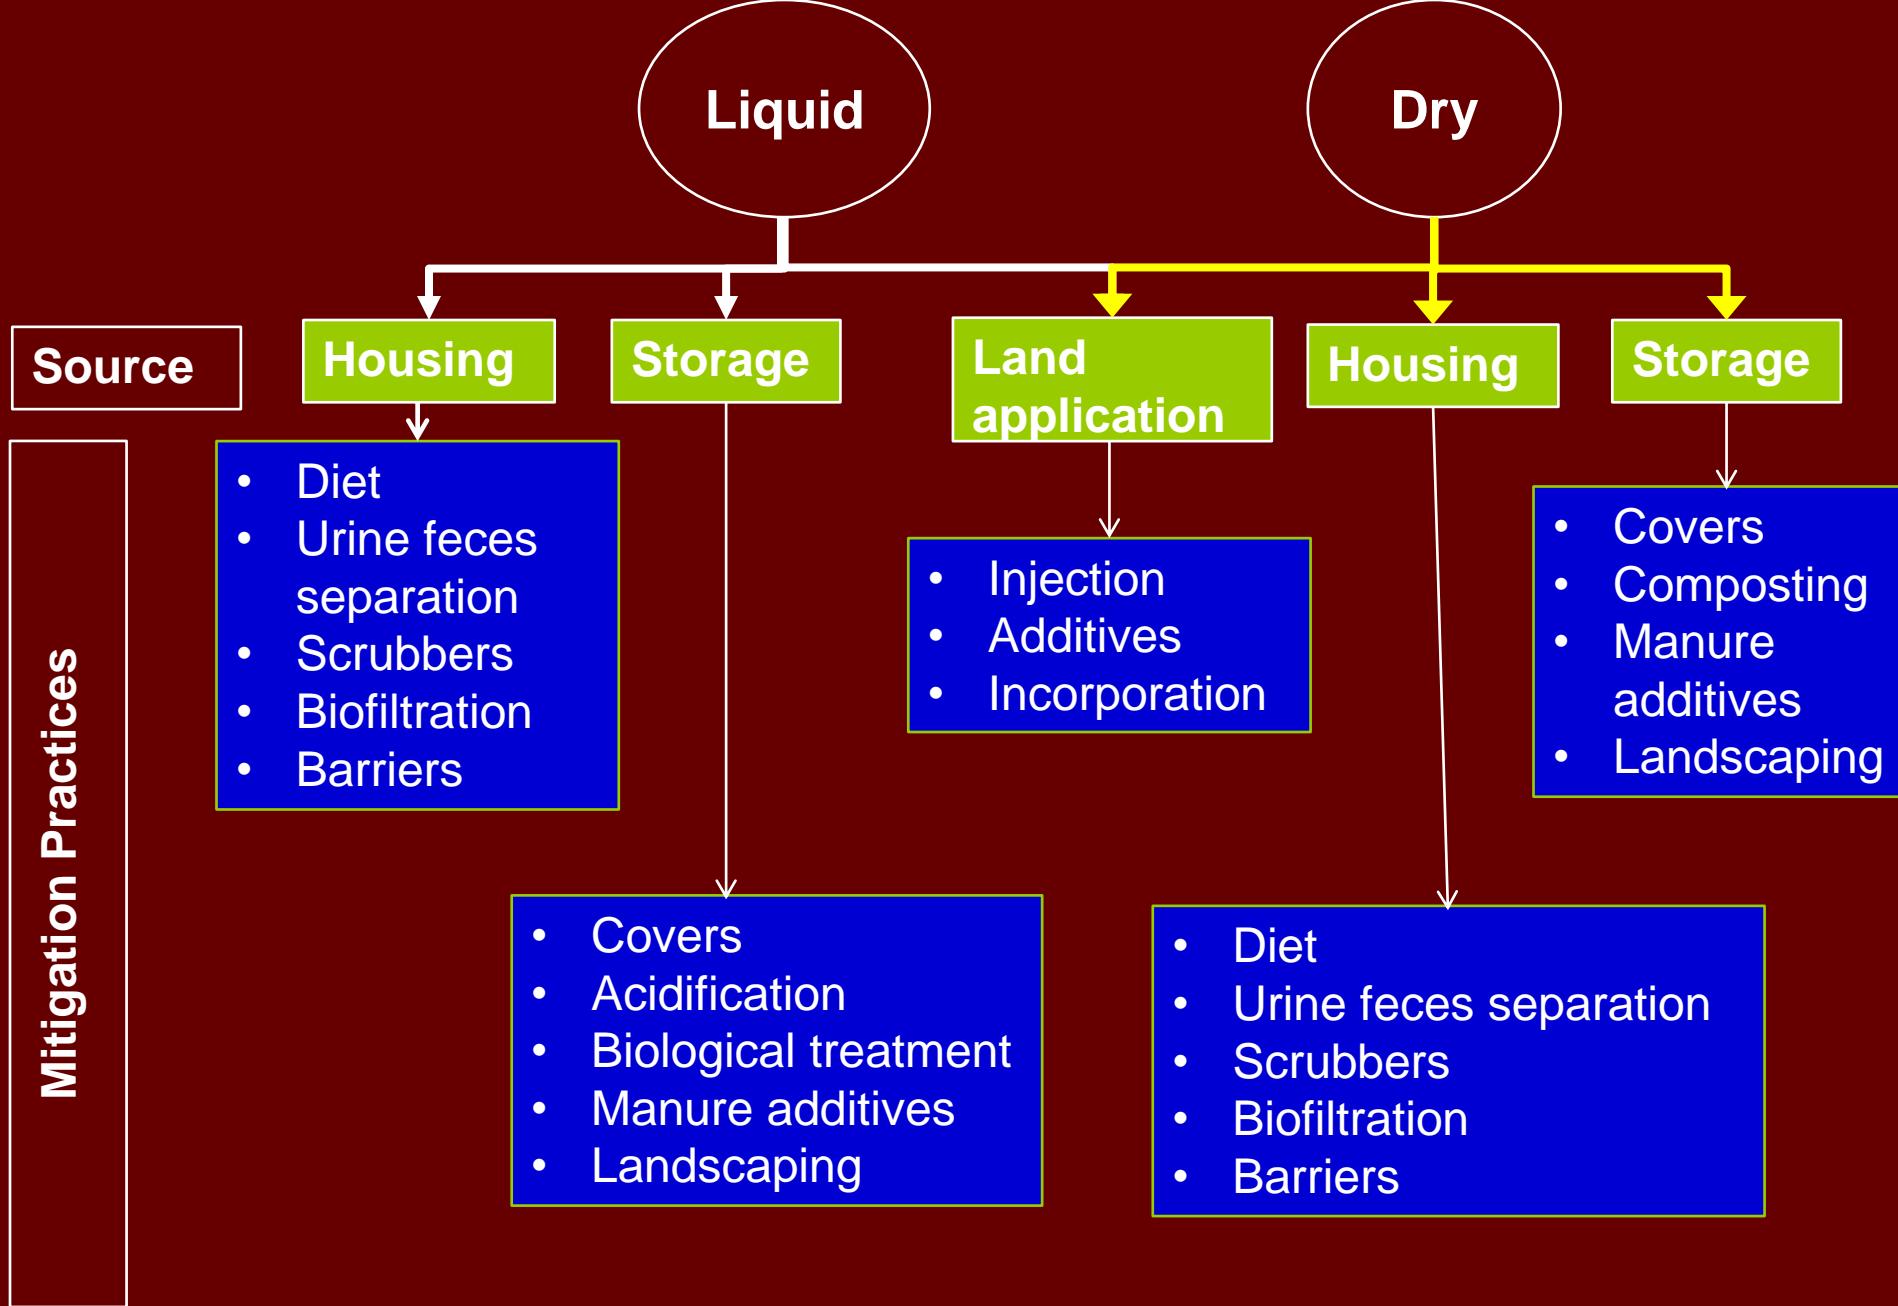 Liquid
Dry
Source
Housing
Storage
Land
application
Housing
Storage
Mitigation Practices
• Diet
• Urine feces
separation
• Scrubbers
• Biofiltration
• Barriers
• Covers
• Acidification
• Biological treatment
• Manure additives
• Landscaping
• Injection
• Additives
• Incorporation
• Diet
• Urine feces separation
• Scrubbers
• Biofiltration
• Barriers
• Covers
• Composting
• Manure
additives
• Landscaping